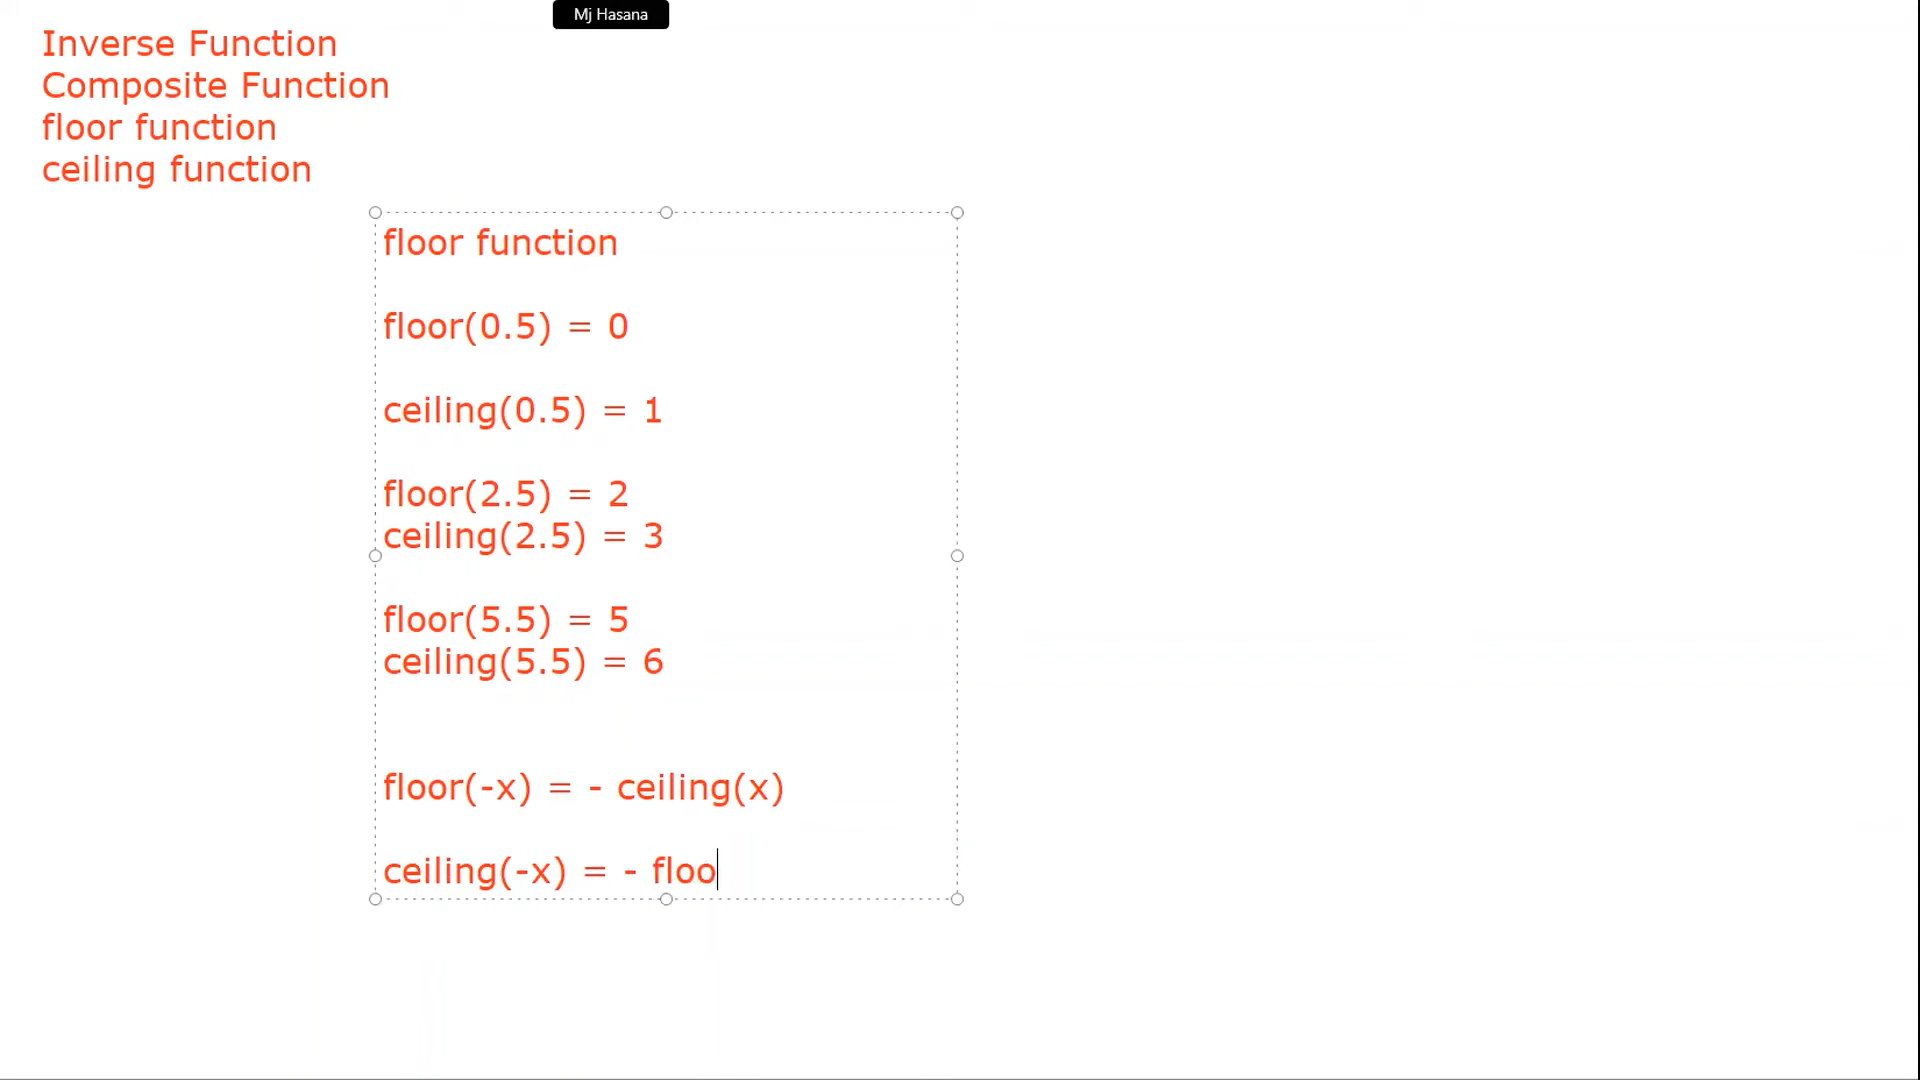 Mj Hasana
Inverse Function
Composite Function
floor function
ceiling function
floor function
floor(0.5) = 0
ceiling(0.5) = 1
floor(2.5) = 2
ceiling(2.5) = 3
floor(5.5) = 5
ceiling(5.5) = 6
floor(-x) = - ceiling(x)
ceiling(-x) = - floo